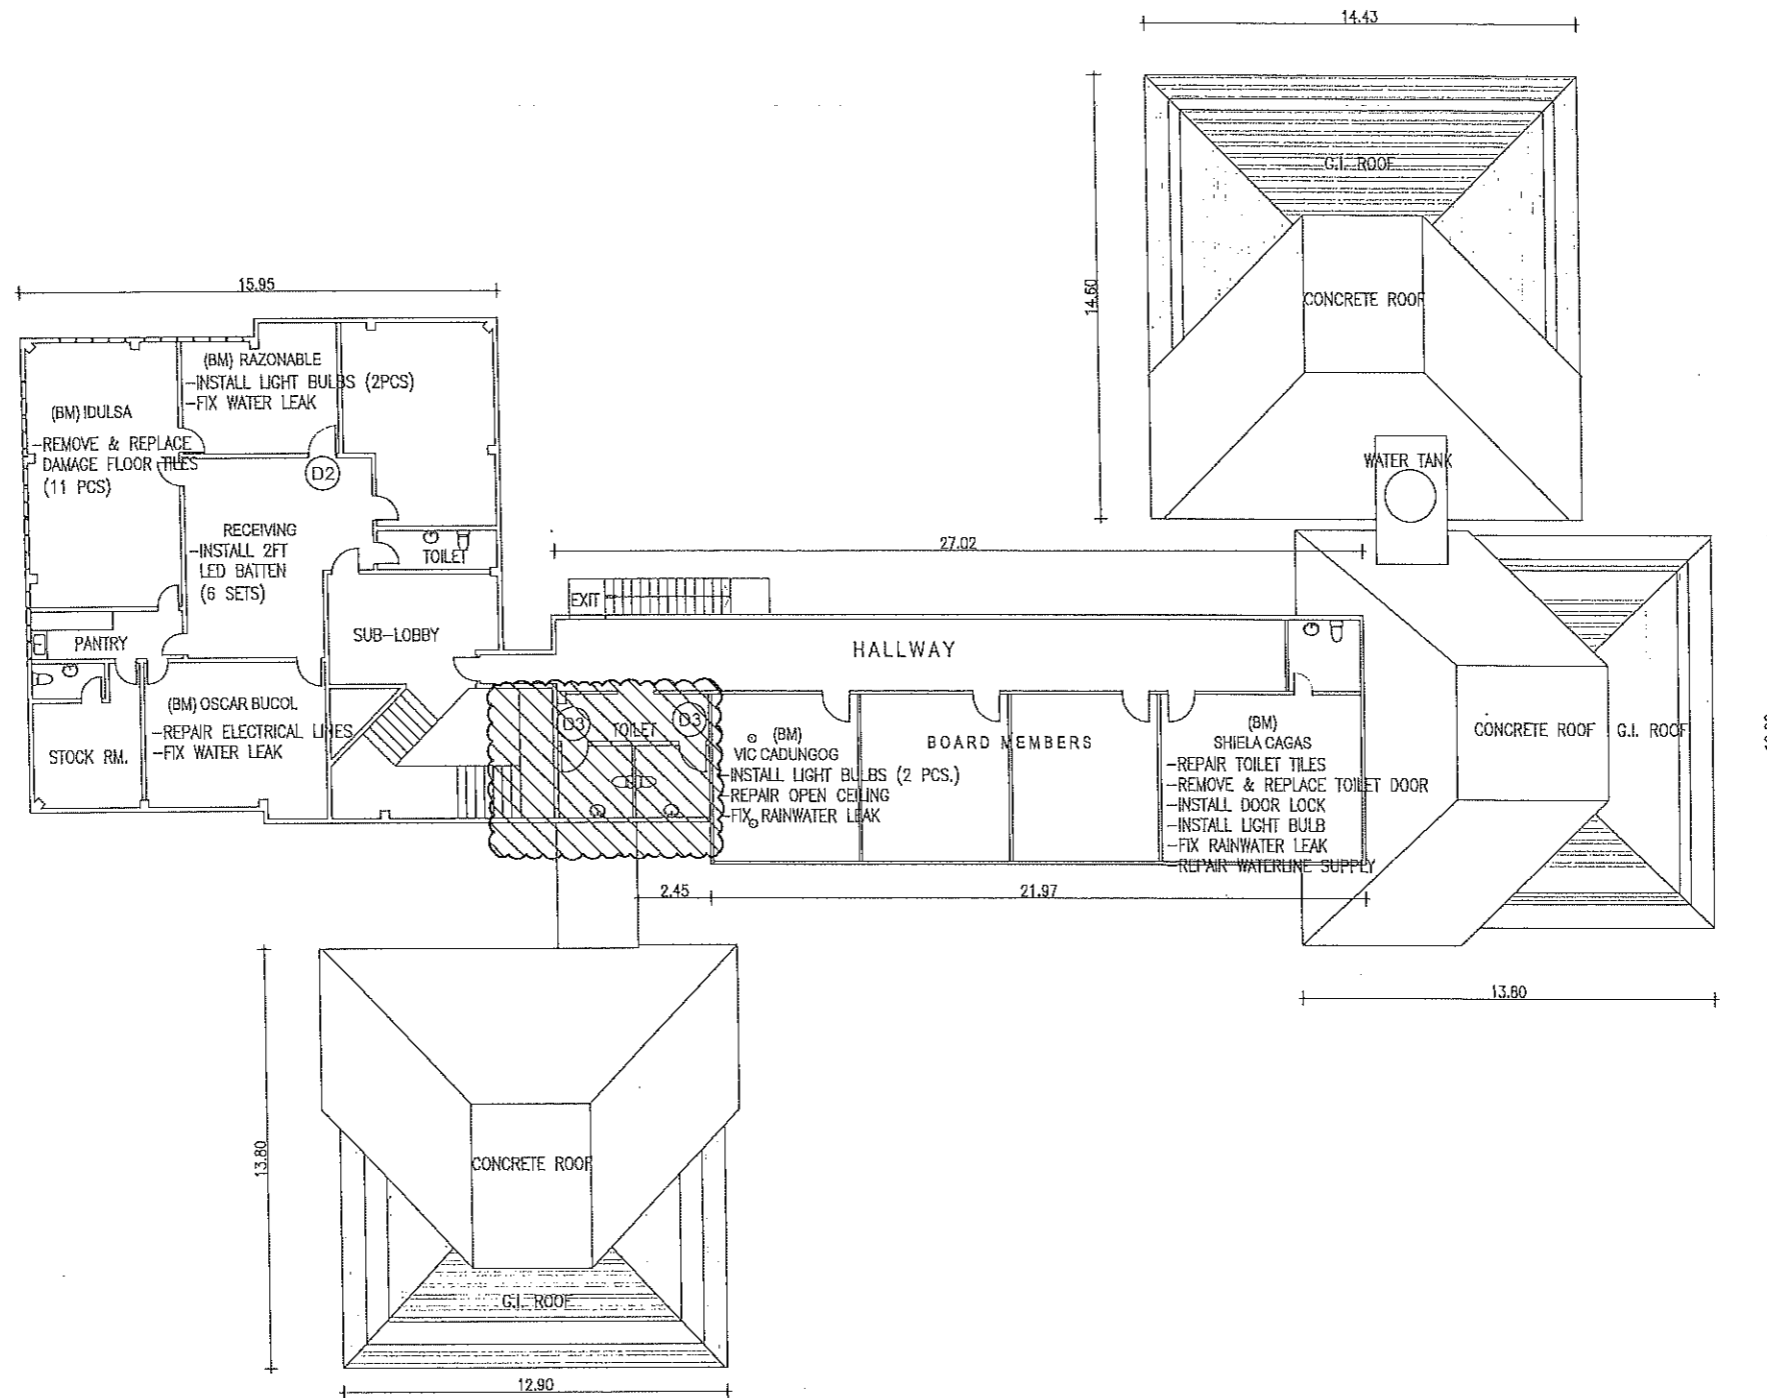 14.43
14.60
G.I. ROOF
CONCRETE ROOF
WATER TANK
15.95
(BM) RAZONABLE
-INSTALL LIGHT BULBS (2PCS)
-FIX WATER LEAK
(BM) IDULSA
-REMOVE & REPLACE
DAMAGE FLOOR TILES
(11 PCS)
D2
RECEIVING
-INSTALL 2FT
LED BATTEN
(6 SETS)
TOILET
SUB-LOBBY
PANTRY
(BM) OSCAR BUCOL
-REPAIR ELECTRICAL LINES
-FIX WATER LEAK
STOCK RM.
27.02
EXIT
HALLWAY
D3
TOILET
D3
(BM)
VIC CADUNGOG
-INSTALL LIGHT BULBS (2 PCS.)
-REPAIR OPEN CEILING
-FIX RAINWATER LEAK
BOARD MEMBERS
(BM)
SHIELA CAGAS
-REPAIR TOILET TILES
-REMOVE & REPLACE TOILET DOOR
-INSTALL DOOR LOCK
-INSTALL LIGHT BULB
-FIX RAINWATER LEAK
-REPAIR WATERLINE SUPPLY
CONCRETE ROOF
G.I. ROOF
2.45
21.97
13.80
13.80
CONCRETE ROOF
G.I. ROOF
12.90